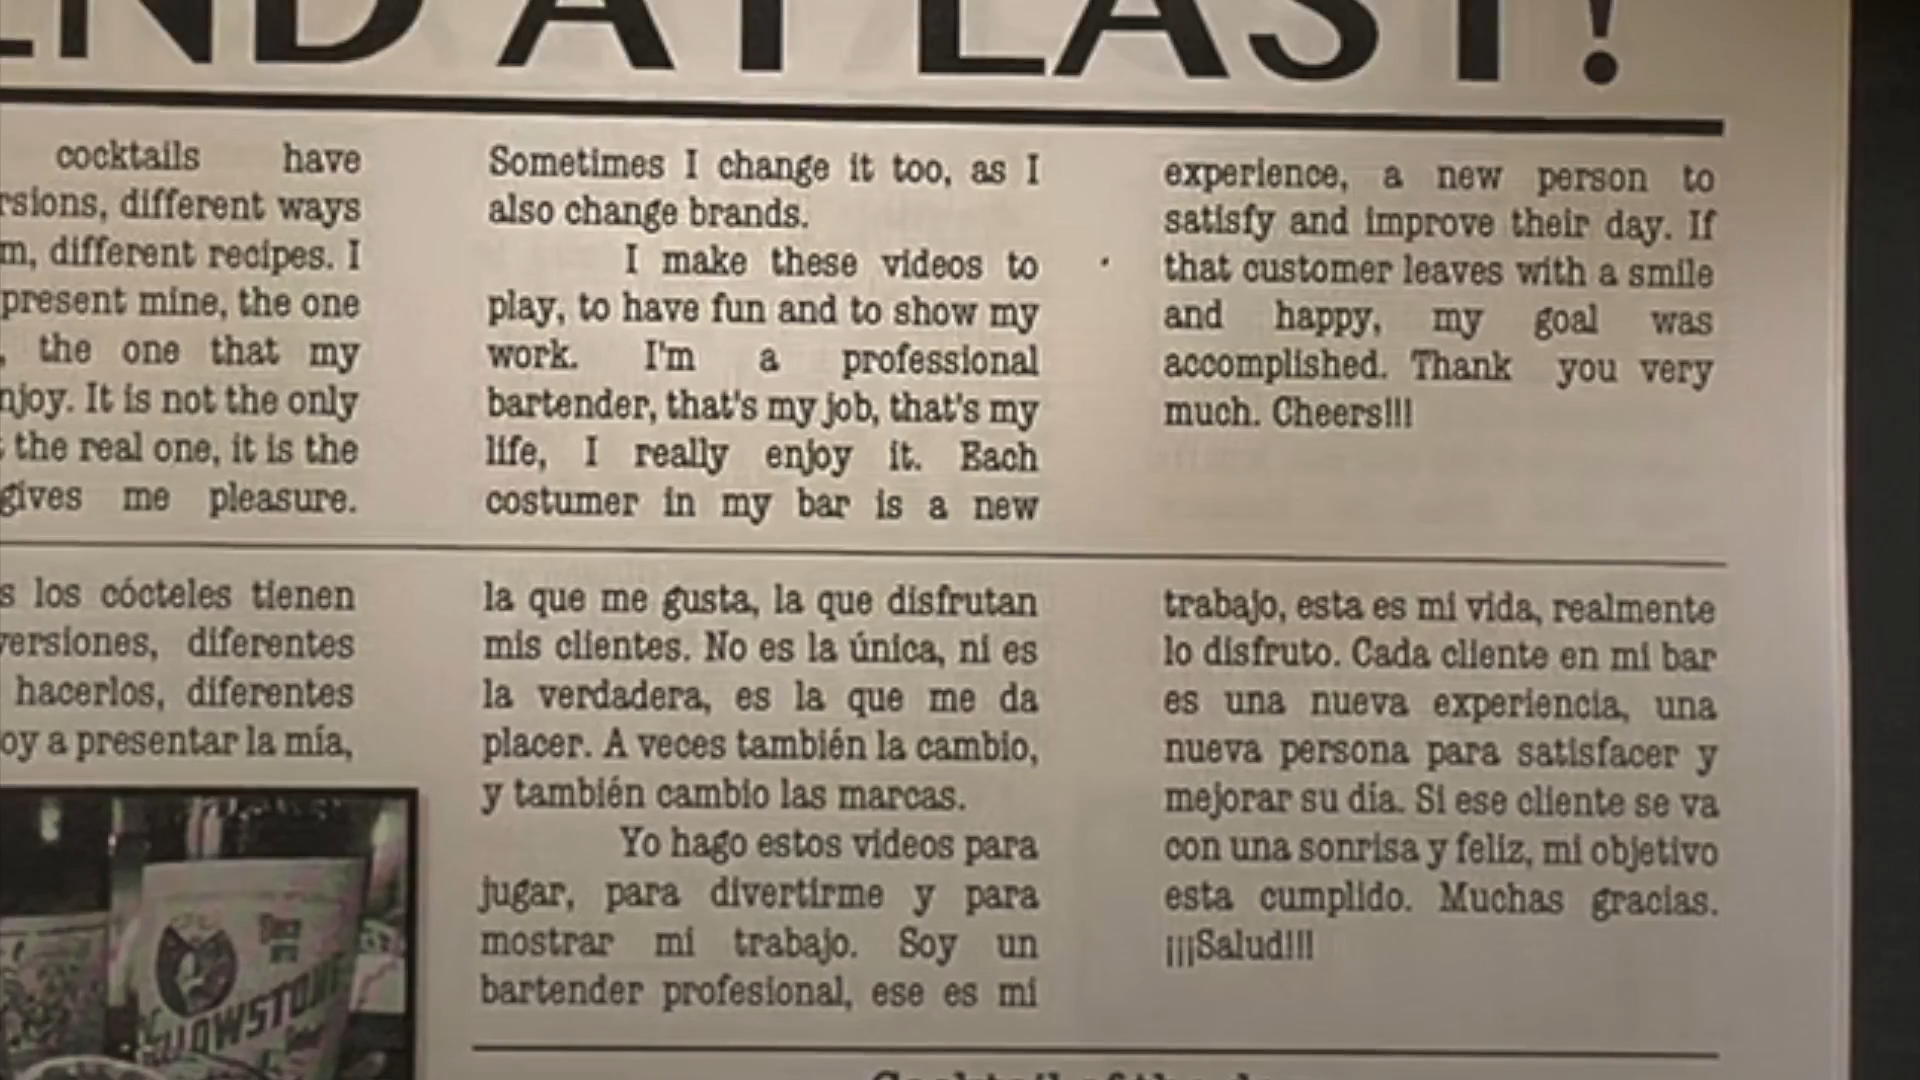 END AT LAST!
cocktails have
rsions, different ways
m, different recipes. I
present mine, the one
, the one that my
njoy. It is not the only
the real one, it is the
gives me pleasure.
Sometimes I change it too, as I
also change brands.
I make these videos to
play, to have fun and to show my
work. I'm a professional
bartender, that's my job, that's my
life, I really enjoy it. Each
costumer in my bar is a new
experience, a new person to
satisfy and improve their day. If
that customer leaves with a smile
and happy, my goal was
accomplished. Thank you very
much. Cheers!!!
s los cócteles tienen
versiones, diferentes
hacerlos, diferentes
oy a presentar la mía,
la que me gusta, la que disfrutan
mis clientes. No es la única, ni es
la verdadera, es la que me da
placer. A veces también la cambio,
y también cambio las marcas.
Yo hago estos videos para
jugar, para divertirme y para
mostrar mi trabajo. Soy un
bartender profesional, ese es mi
trabajo, esta es mi vida, realmente
lo disfruto. Cada cliente en mi bar
es una nueva experiencia, una
nueva persona para satisfacer y
mejorar su día. Si ese cliente se va
con una sonrisa y feliz, mi objetivo
esta cumplido. Muchas gracias.
¡¡¡Salud!!!